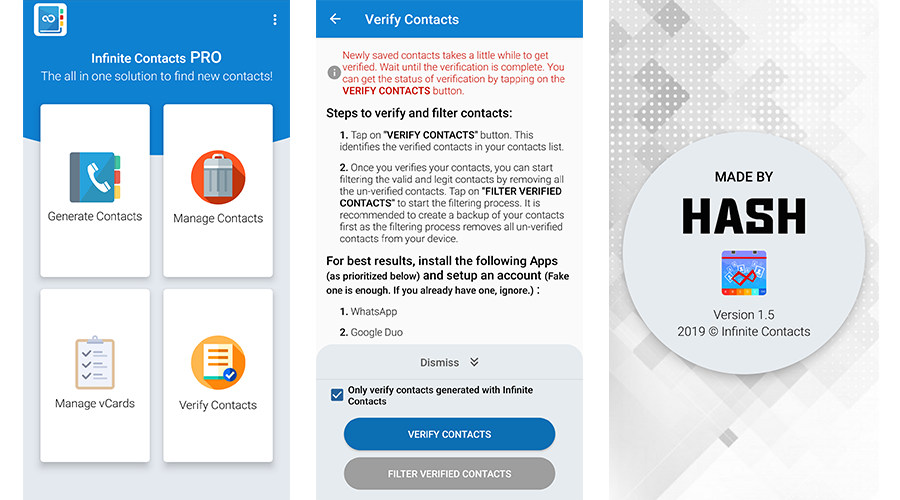 Infinite Contacts PRO
The all in one solution to find new contacts!
Generate Contacts
Manage Contacts
Manage vCards
Verify Contacts
Verify Contacts
Newly saved contacts takes a little while to get
verified. Wait until the verification is complete. You
can get the status of verification by tapping on the
VERIFY CONTACTS button.
Steps to verify and filter contacts:
1. Tap on "VERIFY CONTACTS" button. This
identifies the verified contacts in your contacts list.
2. Once you verifies your contacts, you can start
filtering the valid and legit contacts by removing all
the un-verified contacts. Tap on "FILTER VERIFIED
CONTACTS" to start the filtering process. It is
recommended to create a backup of your contacts
first as the filtering process removes all un-verified
contacts from your device.
For best results, install the following Apps
(as prioritized below) and setup an account (Fake
one is enough. If you already have one, ignore.) :
1. WhatsApp
2. Google Duo
Dismiss
Only verify contacts generated with Infinite
Contacts
VERIFY CONTACTS
FILTER VERIFIED CONTACTS
MADE BY
HASH
Version 1.5
2019 © Infinite Contacts